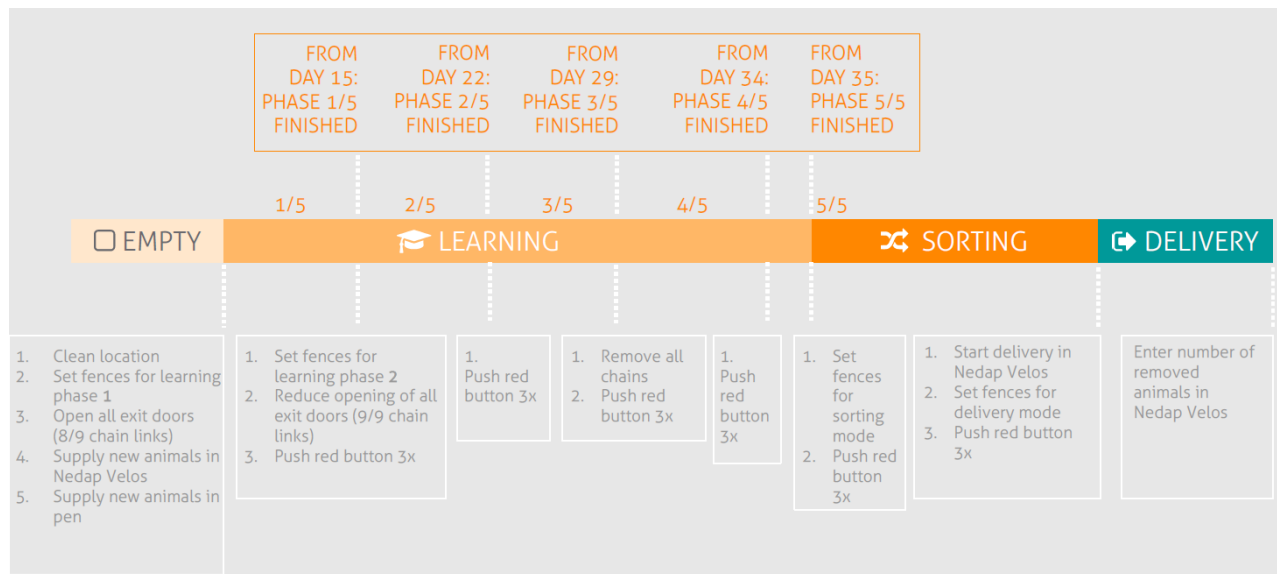 FROM
DAY 15:
PHASE 1/5
FINISHED
FROM
DAY 22:
PHASE 2/5
FINISHED
FROM
DAY 29:
PHASE 3/5
FINISHED
FROM
DAY 34:
PHASE 4/5
FINISHED
FROM
DAY 35:
PHASE 5/5
FINISHED
1/5
2/5
3/5
4/5
5/5
EMPTY
LEARNING
SORTING
DELIVERY
1. Clean location
2. Set fences for learning
phase 1
3. Open all exit doors
(8/9 chain links)
4. Supply new animals in
Nedap Velos
5. Supply new animals in
pen
1. Set fences for
learning phase 2
2. Reduce opening of all
exit doors (9/9 chain
links)
3. Push red button 3x
1.
Push red
button 3x
1. Remove all
chains
2. Push red
button 3x
1.
Push
red
button
3x
1. Set
fences
for
sorting
mode
2. Push red
button
3x
1. Start delivery in
Nedap Velos
2. Set fences for
delivery mode
3. Push red button
3x
Enter number of
removed
animals in
Nedap Velos